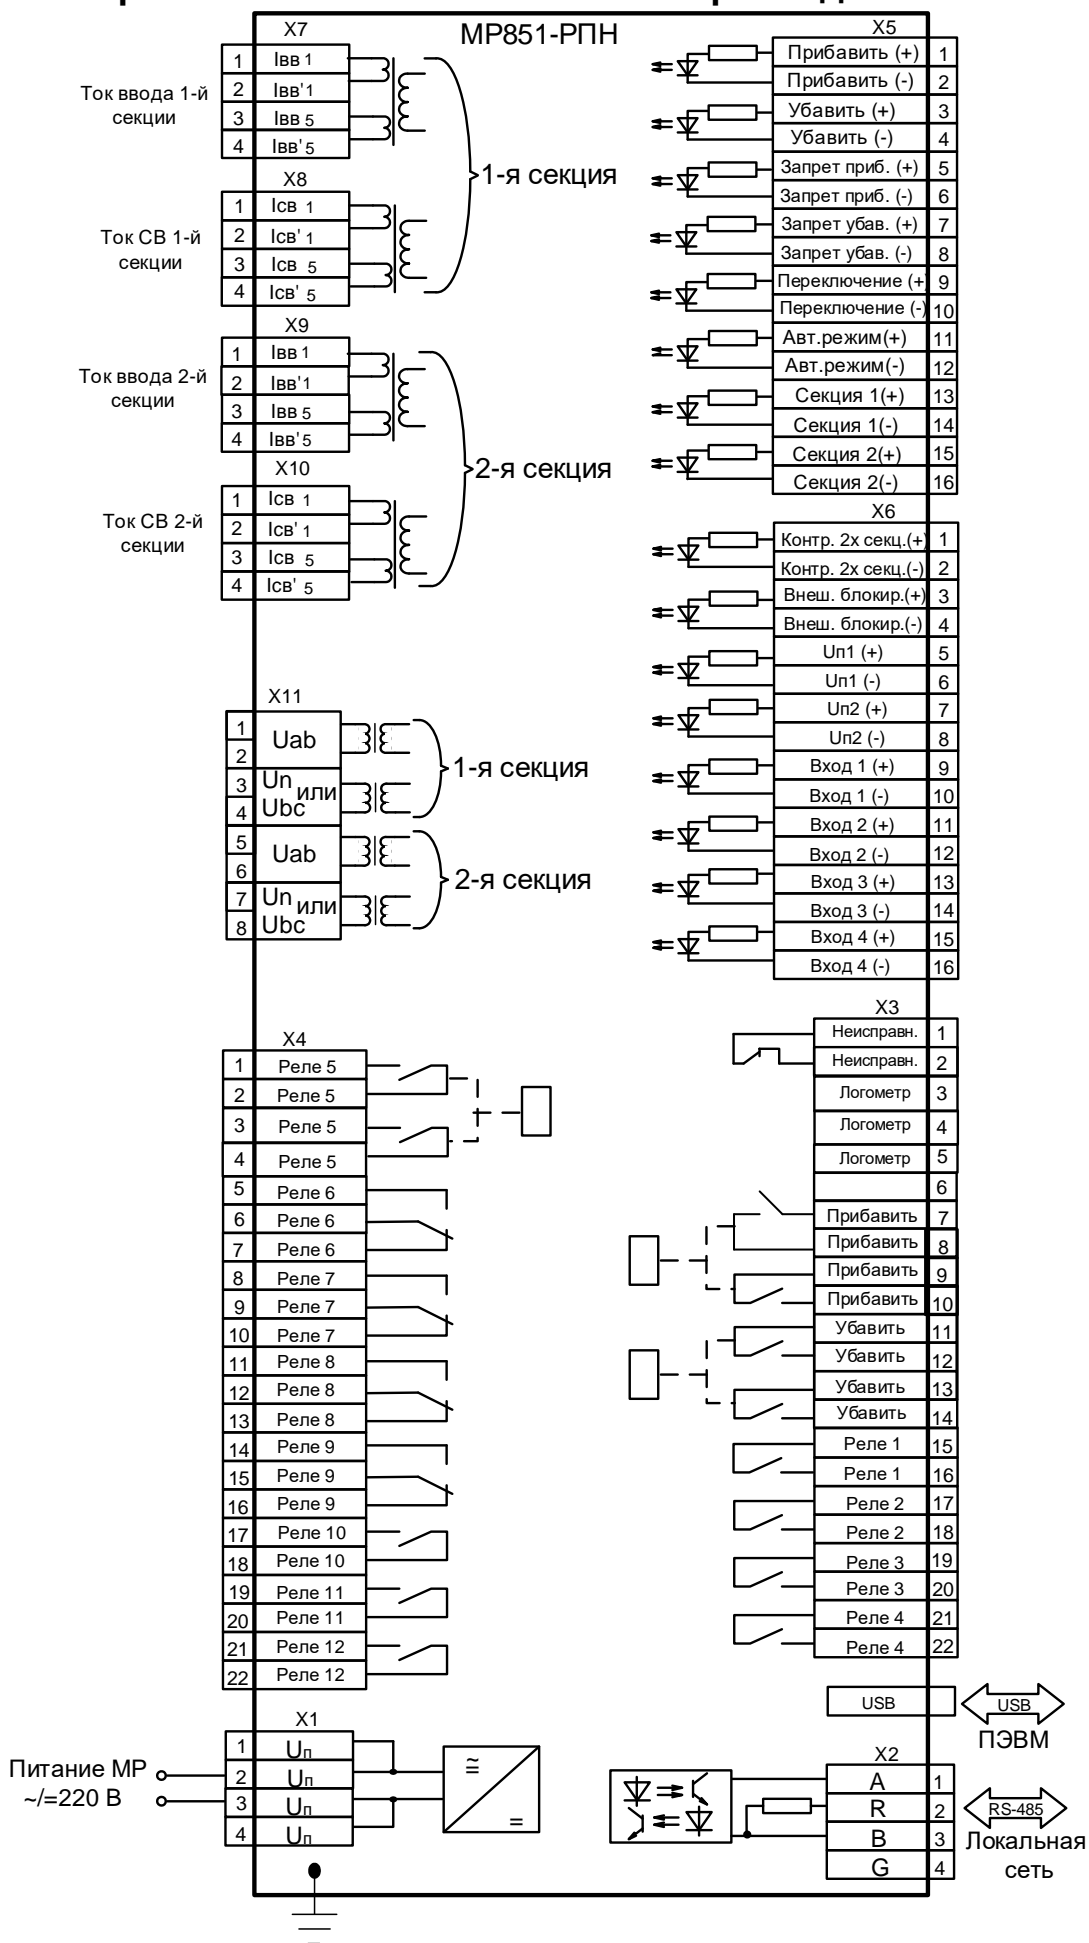 МР851-РПН
X7
1 Iвв 1
2 Iвв'1
3 Iвв 5
4 Iвв'5
Ток ввода 1-й
секции
X8
1 Iсв 1
2 Iсв' 1
3 Iсв 5
4 Iсв' 5
Ток СВ 1-й
секции
1-я секция
X9
1 Iвв 1
2 Iвв'1
3 Iвв 5
4 Iвв'5
Ток ввода 2-й
секции
X10
1 Iсв 1
2 Iсв' 1
3 Iсв 5
4 Iсв' 5
Ток СВ 2-й
секции
2-я секция
X11
1
2
Uab
3
4
Un или
Ubc
1-я секция
5
6
Uab
7
8
Un или
Ubc
2-я секция
X4
1 Реле 5
2 Реле 5
3 Реле 5
4 Реле 5
5 Реле 6
6 Реле 6
7 Реле 6
8 Реле 7
9 Реле 7
10 Реле 7
11 Реле 8
12 Реле 8
13 Реле 8
14 Реле 9
15 Реле 9
16 Реле 9
17 Реле 10
18 Реле 10
19 Реле 11
20 Реле 11
21 Реле 12
22 Реле 12
X1
1 Uп
2 Uп
3 Uп
4 Uп
Питание МР
~/=220 В
X5
Прибавить (+) 1
Прибавить (-) 2
Убавить (+) 3
Убавить (-) 4
Запрет приб. (+) 5
Запрет приб. (-) 6
Запрет убав. (+) 7
Запрет убав. (-) 8
Переключение (+ 9
Переключение (-) 10
Авт.режим(+) 11
Авт.режим(-) 12
Секция 1(+) 13
Секция 1(-) 14
Секция 2(+) 15
Секция 2(-) 16
X6
Контр. 2х секц.(+) 1
Контр. 2х секц.(-) 2
Внеш. блокир.(+) 3
Внеш. блокир.(-) 4
Uп1 (+) 5
Uп1 (-) 6
Uп2 (+) 7
Uп2 (-) 8
Вход 1 (+) 9
Вход 1 (-) 10
Вход 2 (+) 11
Вход 2 (-) 12
Вход 3 (+) 13
Вход 3 (-) 14
Вход 4 (+) 15
Вход 4 (-) 16
X3
Неисправн. 1
Неисправн. 2
Логометр 3
Логометр 4
Логометр 5
6
Прибавить 7
Прибавить 8
Прибавить 9
Прибавить 10
Убавить 11
Убавить 12
Убавить 13
Убавить 14
Реле 1 15
Реле 1 16
Реле 2 17
Реле 2 18
Реле 3 19
Реле 3 20
Реле 4 21
Реле 4 22
USB
USB
ПЭВМ
X2
A 1
R 2
B 3
G 4
RS-485
Локальная
сеть